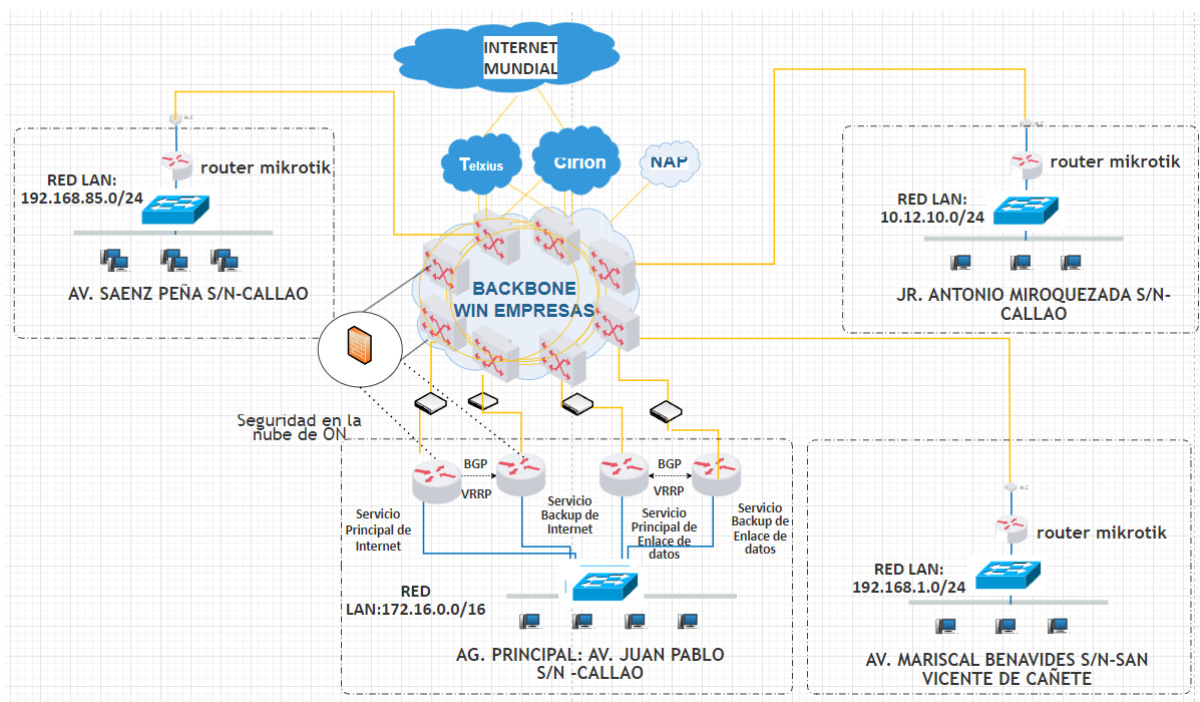 INTERNET
MUNDIAL
Telxius
Cirion
NAP
router mikrotik
RED LAN:
192.168.85.0/24
AV. SAENZ PEÑA S/N-CALLAO
router mikrotik
RED LAN:
10.12.10.0/24
JR. ANTONIO MIROQUEZADA S/N-
CALLAO
BACKBONE
WIN EMPRESAS
Seguridad en la
nube de ON
BGP
VRRP
BGP
VRRP
Servicio
Principal de
Internet
Servicio
Backup de
Internet
Servicio
Principal de
Enlace de
datos
Servicio
Backup de
Enlace de
datos
RED
LAN:172.16.0.0/16
AG. PRINCIPAL: AV. JUAN PABLO
S/N -CALLAO
router mikrotik
RED LAN:
192.168.1.0/24
AV. MARISCAL BENAVIDES S/N-SAN
VICENTE DE CAÑETE